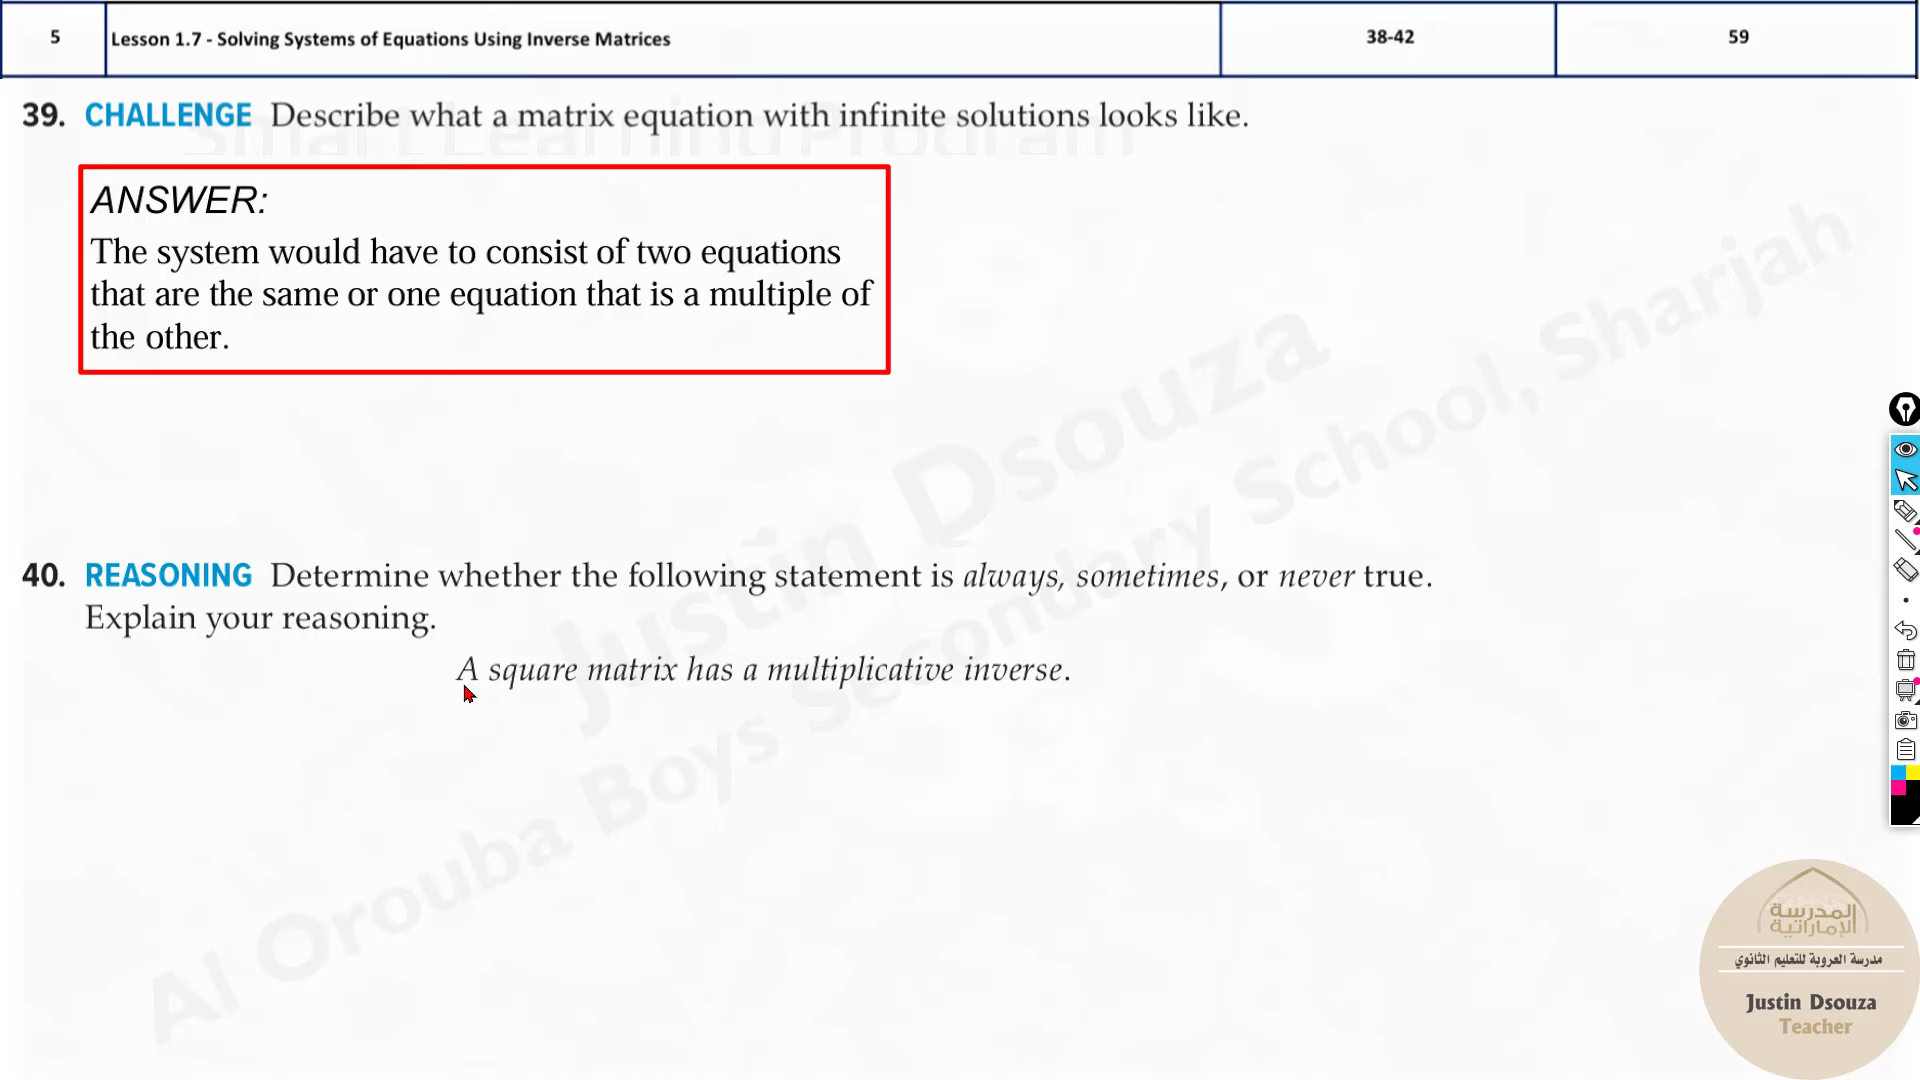 5
Lesson 1.7 - Solving Systems of Equations Using Inverse Matrices
38-42
59
Smart Learning Program
39. CHALLENGE Describe what a matrix equation with infinite solutions looks like.
ANSWER:
The system would have to consist of two equations
that are the same or one equation that is a multiple of
the other.
Justin Dsouza
Al Orouba Boys Secondary School, Sharjah
40. REASONING Determine whether the following statement is always, sometimes, or never true.
Explain your reasoning.
A square matrix has a multiplicative inverse.
المدرسة
الإماراتية
مدرسة العروبة للتعليم الثانوي
Justin Dsouza
Teacher